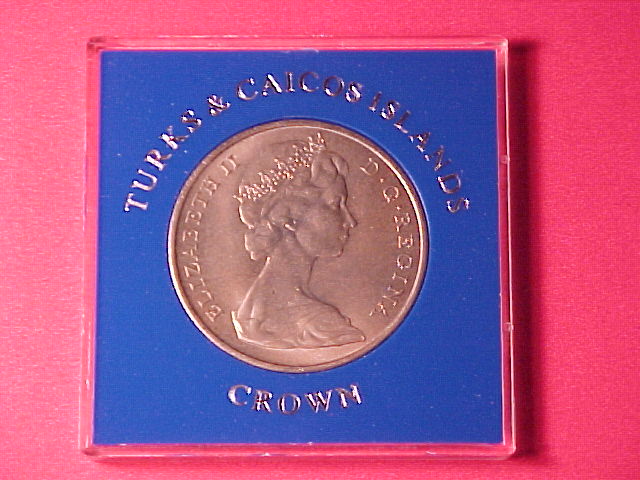 TURKS & CAICOS ISLANDS
ELIZABETH II
D·G·REGINA
CROWN